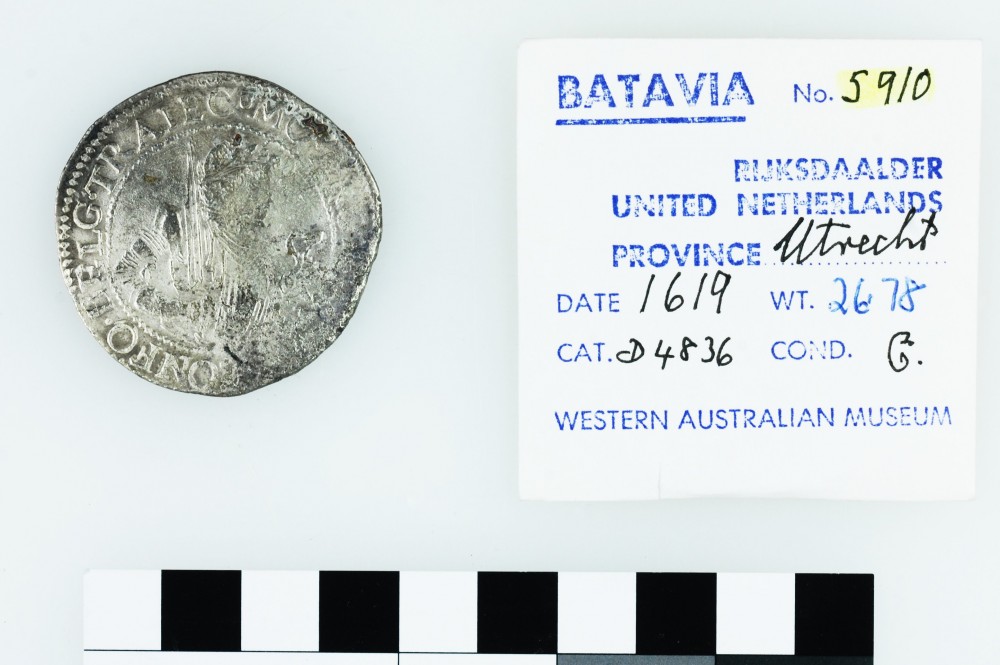 BATAVIA No. 5910
RIJKSDAALDER
UNITED NETHERLANDS
PROVINCE Utrecht
DATE 1619 WT. 26.78
CAT. D4836 COND. G.
WESTERN AUSTRALIAN MUSEUM
TRAIEC